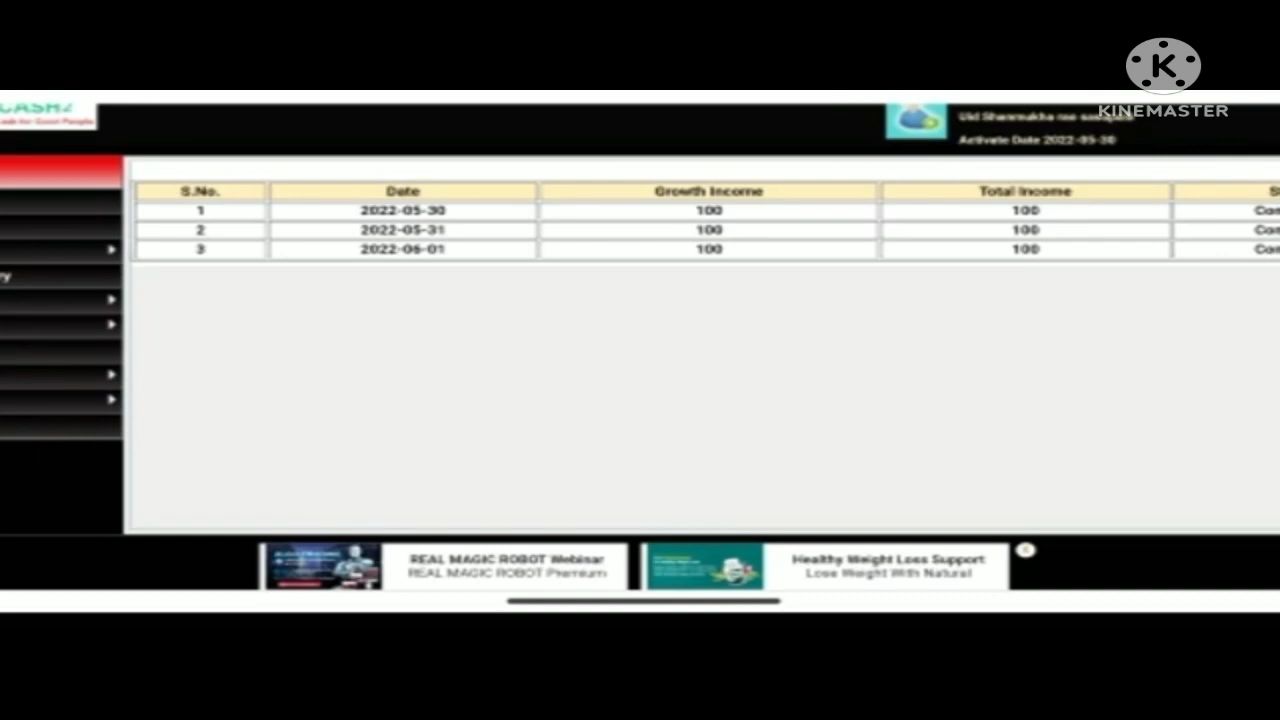 KINEMASTER
CASH2
Activate Date 2022-05-30
S.No. Date Growth Income Total Income
1 2022-05-30 100 100
2 2022-05-31 100 100
3 2022-06-01 100 100
REAL MAGIC ROBOT Webinar
REAL MAGIC ROBOT Premium
Healthy Weight Loss Support
Lose Weight With Natural